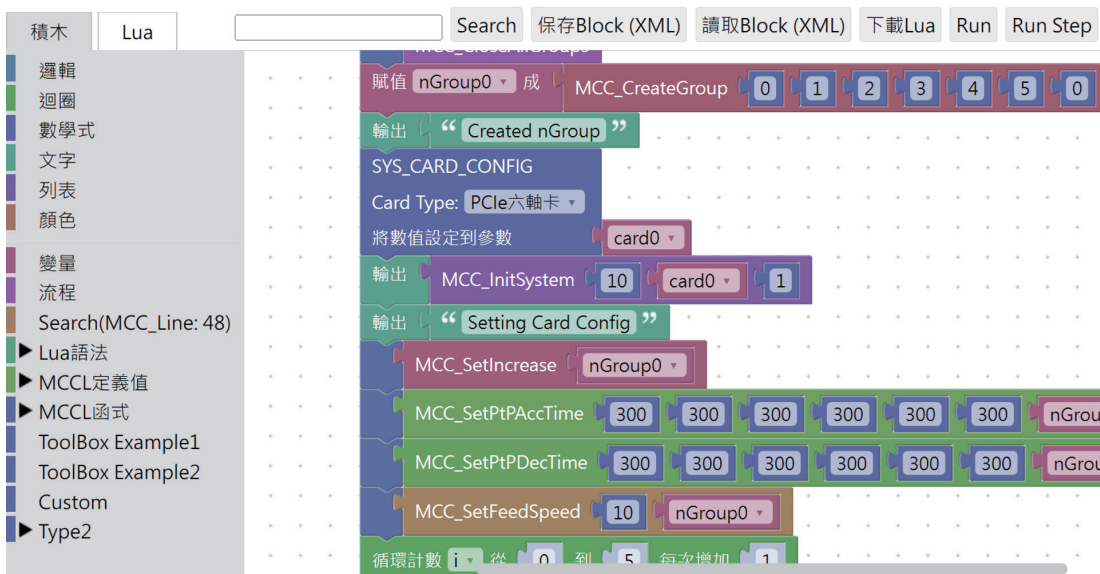 積木 Lua Search 保存Block (XML) 讀取Block (XML) 下載Lua Run Run Step
邏輯
迴圈
數學式
文字
列表
顏色
變量
流程
Search(MCC_Line: 48)
Lua語法
MCCL定義值
MCCL函式
ToolBox Example1
ToolBox Example2
Custom
Type2
MCC_CloseAllGroups
賦值 nGroup0 成 MCC_CreateGroup 0 1 2 3 4 5 0
輸出 “ Created nGroup ”
SYS_CARD_CONFIG
Card Type: PCIe六軸卡
將數值設定到參數 card0
輸出 MCC_InitSystem 10 card0 1
輸出 “ Setting Card Config ”
MCC_SetIncrease nGroup0
MCC_SetPtPAccTime 300 300 300 300 300 300 nGrou
MCC_SetPtPDecTime 300 300 300 300 300 300 nGrou
MCC_SetFeedSpeed 10 nGroup0
循環計數 i 從 0 到 5 每次增加 1